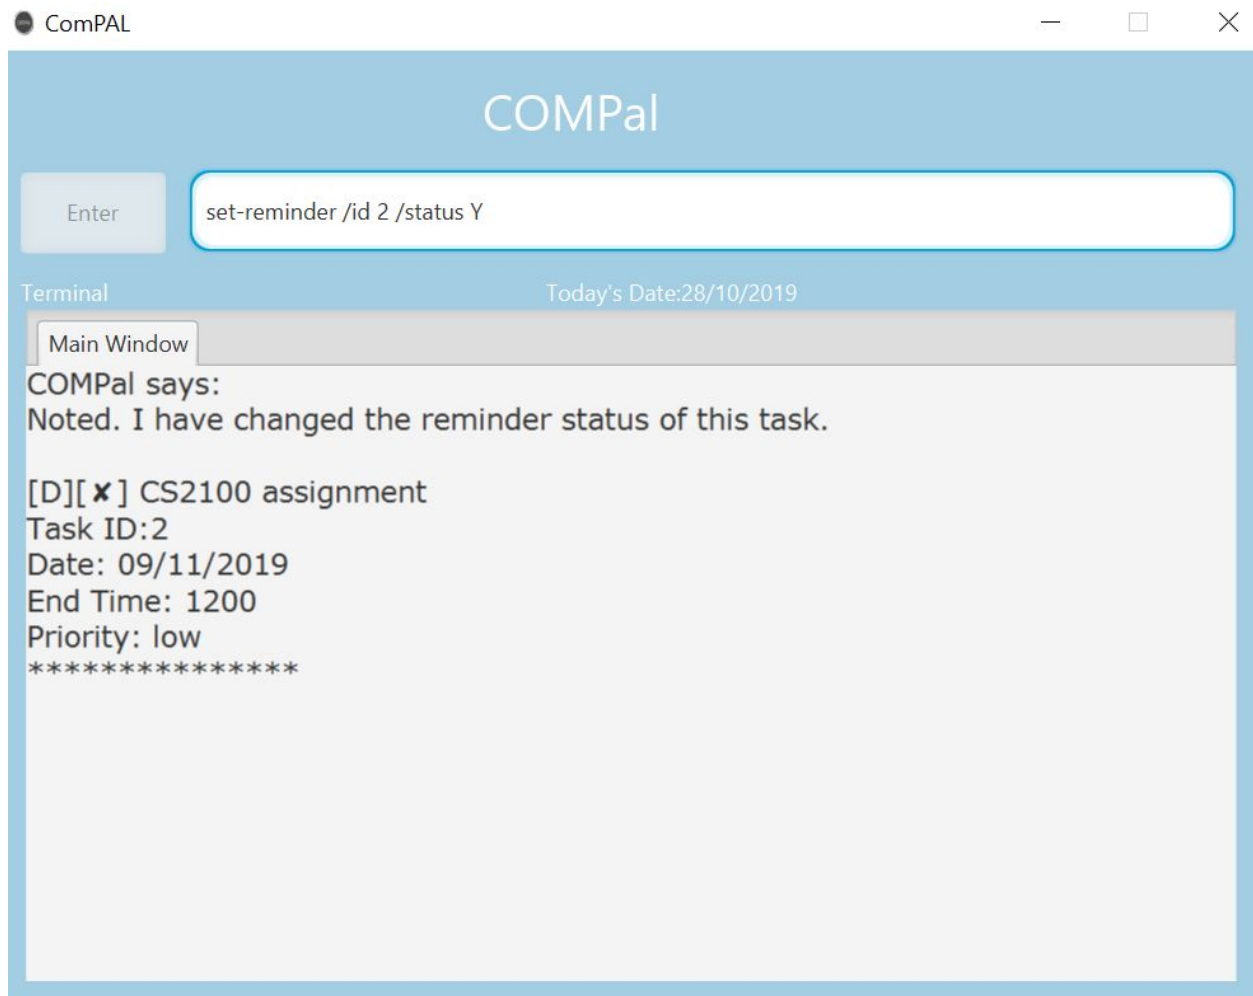 ComPAL
COMPal
Enter
set-reminder /id 2 /status Y
Terminal
Today's Date:28/10/2019
Main Window
COMPal says:
Noted. I have changed the reminder status of this task.
[D][✘] CS2100 assignment
Task ID:2
Date: 09/11/2019
End Time: 1200
Priority: low
***************